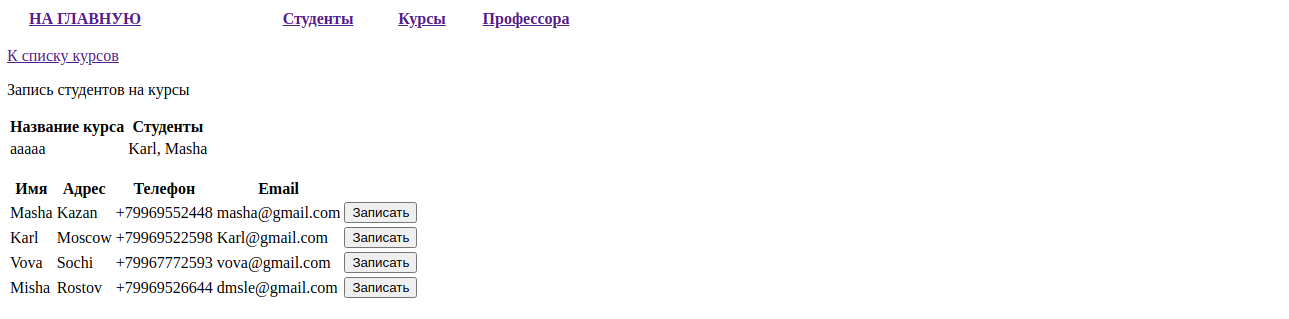 НА ГЛАВНУЮ Студенты Курсы Профессора
К списку курсов
Запись студентов на курсы
Название курса Студенты
ааааа Karl, Masha
Имя Адрес Телефон Email
Masha Kazan +79969552448 masha@gmail.com Записать
Karl Moscow +79969522598 Karl@gmail.com Записать
Vova Sochi +79967772593 vova@gmail.com Записать
Misha Rostov +79969526644 dmsle@gmail.com Записать